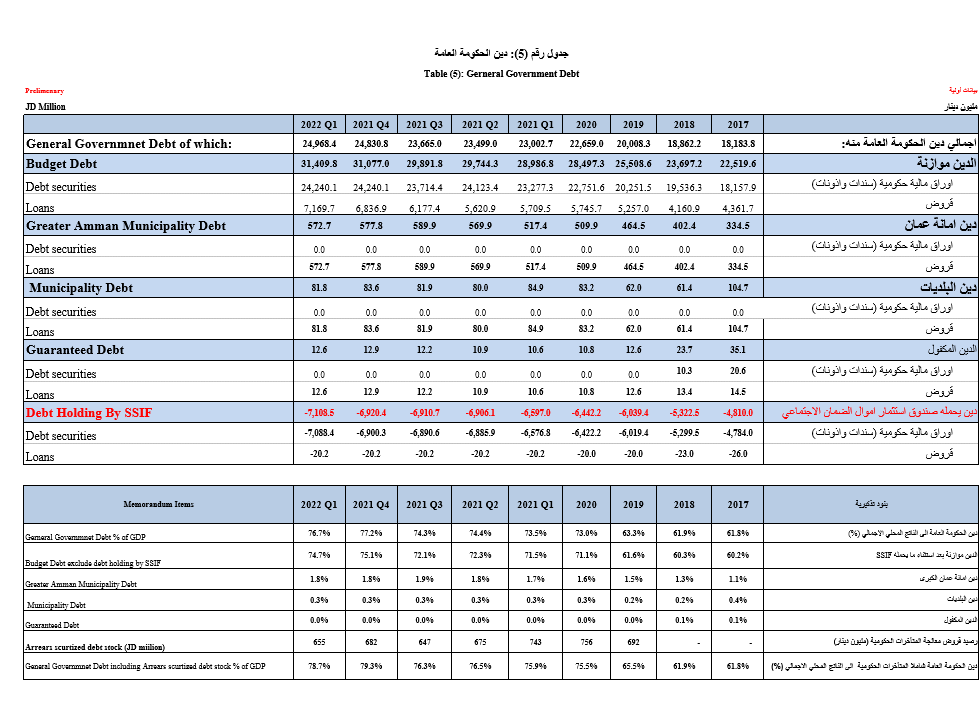 جدول رقم (5): دين الحكومة العامة
Table (5): Gerneral Government Debt
Prelimenary بيانات أولية
JD Million مليون دينار
2022 Q1 2021 Q4 2021 Q3 2021 Q2 2021 Q1 2020 2019 2018 2017
General Governmnet Debt of which: 24,968.4 24,830.8 23,665.0 23,499.0 23,002.7 22,659.0 20,008.3 18,862.2 18,183.8 اجمالي دين الحكومة العامة منه:
Budget Debt 31,409.8 31,077.0 29,891.8 29,744.3 28,986.8 28,497.3 25,508.6 23,697.2 22,519.6 الدين موازنة
Debt securities 24,240.1 24,240.1 23,714.4 24,123.4 23,277.3 22,751.6 20,251.5 19,536.3 18,157.9 اوراق مالية حكومية (سندات واذونات)
Loans 7,169.7 6,836.9 6,177.4 5,620.9 5,709.5 5,745.7 5,257.0 4,160.9 4,361.7 قروض
Greater Amman Municipality Debt 572.7 577.8 589.9 569.9 517.4 509.9 464.5 402.4 334.5 دين امانة عمان
Debt securities 0.0 0.0 0.0 0.0 0.0 0.0 0.0 0.0 0.0 اوراق مالية حكومية (سندات واذونات)
Loans 572.7 577.8 589.9 569.9 517.4 509.9 464.5 402.4 334.5 قروض
Municipality Debt 81.8 83.6 81.9 80.0 84.9 83.2 62.0 61.4 104.7 دين البلديات
Debt securities 0.0 0.0 0.0 0.0 0.0 0.0 0.0 0.0 0.0 اوراق مالية حكومية (سندات واذونات)
Loans 81.8 83.6 81.9 80.0 84.9 83.2 62.0 61.4 104.7 قروض
Guaranteed Debt 12.6 12.9 12.2 10.9 10.6 10.8 12.6 23.7 35.1 الدين المكفول
Debt securities 0.0 0.0 0.0 0.0 0.0 0.0 0.0 10.3 20.6 اوراق مالية حكومية (سندات واذونات)
Loans 12.6 12.9 12.2 10.9 10.6 10.8 12.6 13.4 14.5 قروض
Debt Holding By SSIF -7,108.5 -6,920.4 -6,910.7 -6,906.1 -6,597.0 -6,442.2 -6,039.4 -5,322.5 -4,810.0 دين يحمله صندوق استثمار اموال الضمان الاجتماعي
Debt securities -7,088.4 -6,900.3 -6,890.6 -6,885.9 -6,576.8 -6,422.2 -6,019.4 -5,299.5 -4,784.0 اوراق مالية حكومية (سندات واذونات)
Loans -20.2 -20.2 -20.2 -20.2 -20.2 -20.0 -20.0 -23.0 -26.0 قروض
Memorandum Items 2022 Q1 2021 Q4 2021 Q3 2021 Q2 2021 Q1 2020 2019 2018 2017 بنود تذكيرية
Gerneral Governmnet Debt % of GDP 76.7% 77.2% 74.3% 74.4% 73.5% 73.0% 63.3% 61.9% 61.8% دين الحكومة العامة الى الناتج المحلي الاجمالي (%)
Budget Debt exclude debt holding by SSIF 74.7% 75.1% 72.1% 72.3% 71.5% 71.1% 61.6% 60.3% 60.2% الدين موازنة بعد استثناء ما يحمله SSIF
Greater Amman Municipality Debt 1.8% 1.8% 1.9% 1.8% 1.7% 1.6% 1.5% 1.3% 1.1% دين امانة عمان الكبرى
Municipality Debt 0.3% 0.3% 0.3% 0.3% 0.3% 0.3% 0.2% 0.2% 0.4% دين البلديات
Guaranteed Debt 0.0% 0.0% 0.0% 0.0% 0.0% 0.0% 0.0% 0.1% 0.1% الدين المكفول
Arrears scurtized debt stock (JD miilion) 655 682 647 675 743 756 692 - - رصيد قروض معالجة المتأخرات الحكومية (مليون دينار)
General Governmnet Debt including Arrears scurtized debt stock % of GDP 78.7% 79.3% 76.3% 76.5% 75.9% 75.5% 65.5% 61.9% 61.8% دين الحكومة العامة شاملا المتأخرات الحكومية الى الناتج المحلي الاجمالي (%)